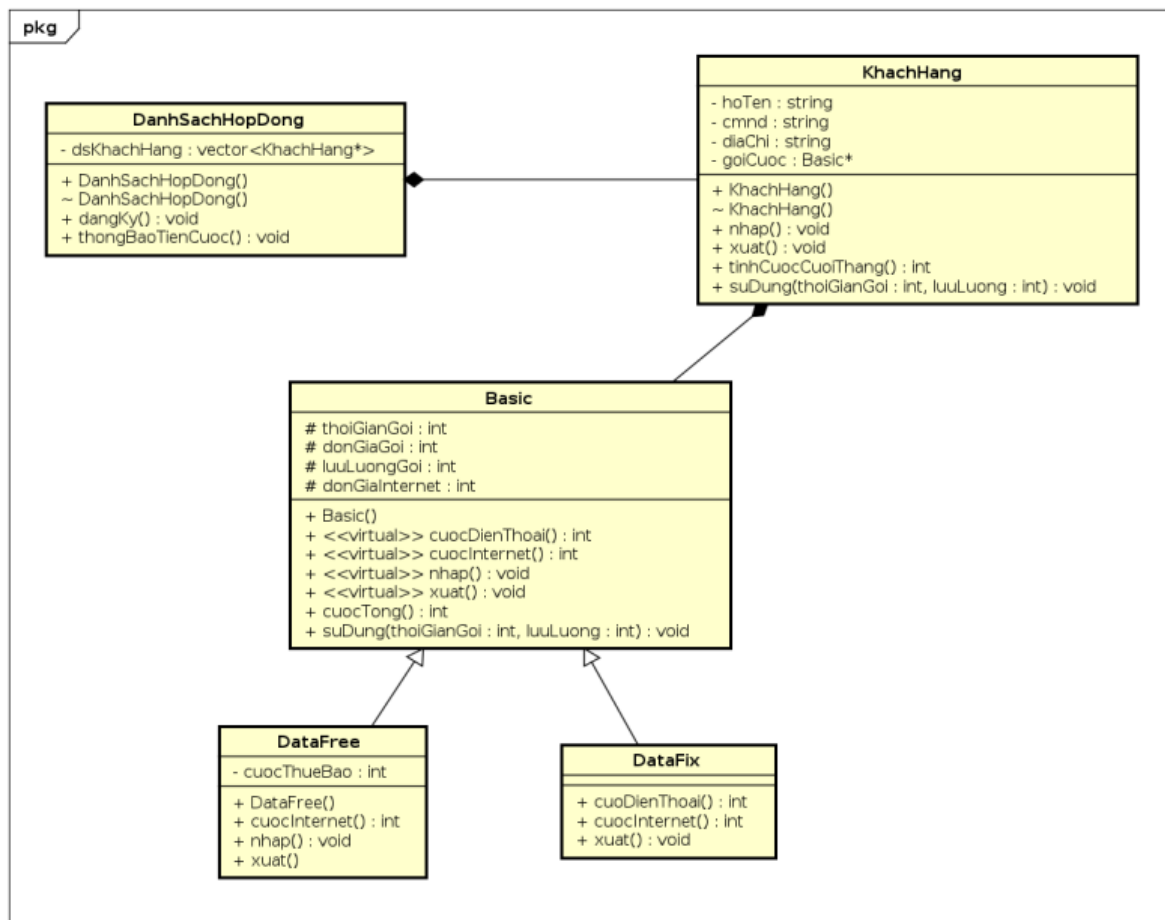 pkg
DanhSachHopDong
- dsKhachHang : vector<KhachHang*>
+ DanhSachHopDong()
~ DanhSachHopDong()
+ dangKy() : void
+ thongBaoTienCuoc() : void
KhachHang
- hoTen : string
- cmnd : string
- diaChi : string
- goiCuoc : Basic*
+ KhachHang()
~ KhachHang()
+ nhap() : void
+ xuat() : void
+ tinhCuocCuoiThang() : int
+ suDung(thoiGianGoi : int, luuLuong : int) : void
Basic
# thoiGianGoi : int
# donGiaGoi : int
# luuLuongGoi : int
# donGiaInternet : int
+ Basic()
+ <<virtual>> cuocDienThoai() : int
+ <<virtual>> cuocInternet() : int
+ <<virtual>> nhap() : void
+ <<virtual>> xuat() : void
+ cuocTong() : int
+ suDung(thoiGianGoi : int, luuLuong : int) : void
DataFree
- cuocThueBao : int
+ DataFree()
+ cuocInternet() : int
+ nhap() : void
+ xuat()
DataFix
+ cuoDienThoai() : int
+ cuocInternet() : int
+ xuat() : void